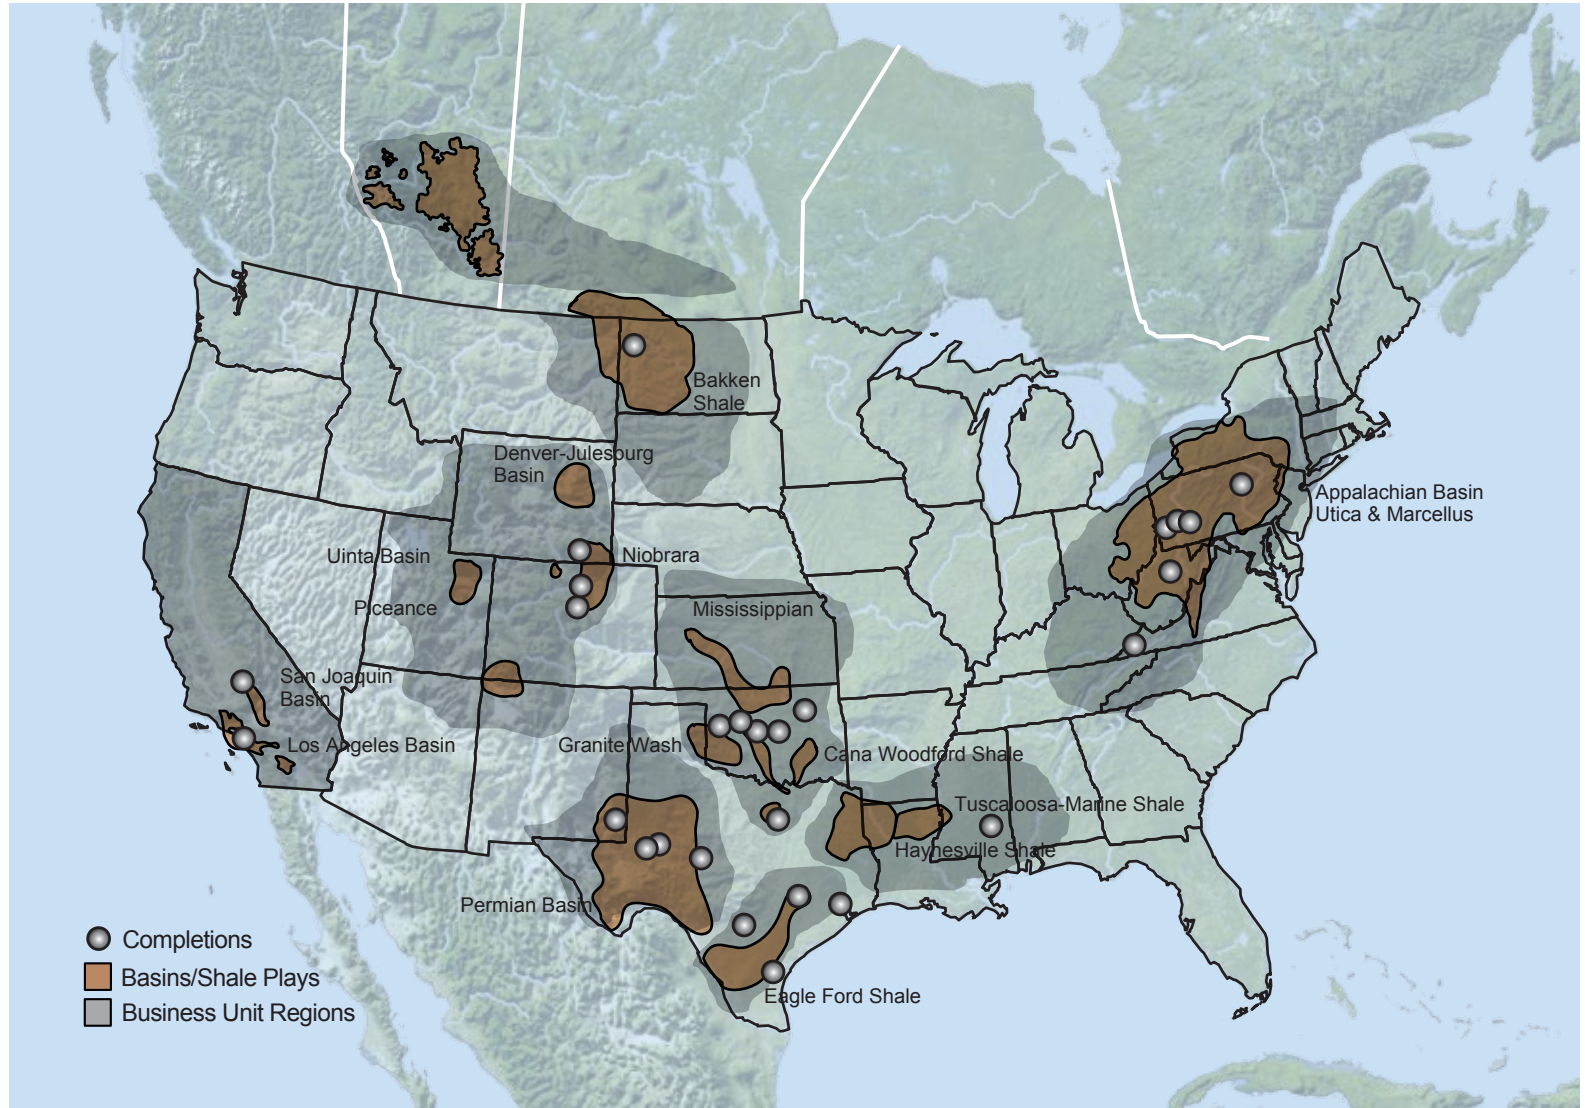 Bakken
Shale
Denver-Julesburg
Basin
Appalachian Basin
Utica & Marcellus
Uinta Basin
Niobrara
Piceance
Mississippian
San Joaquin
Basin
Los Angeles Basin
Granite Wash
Cana Woodford Shale
Tuscaloosa-Marine Shale
Haynesville Shale
Permian Basin
Eagle Ford Shale
Completions
Basins/Shale Plays
Business Unit Regions